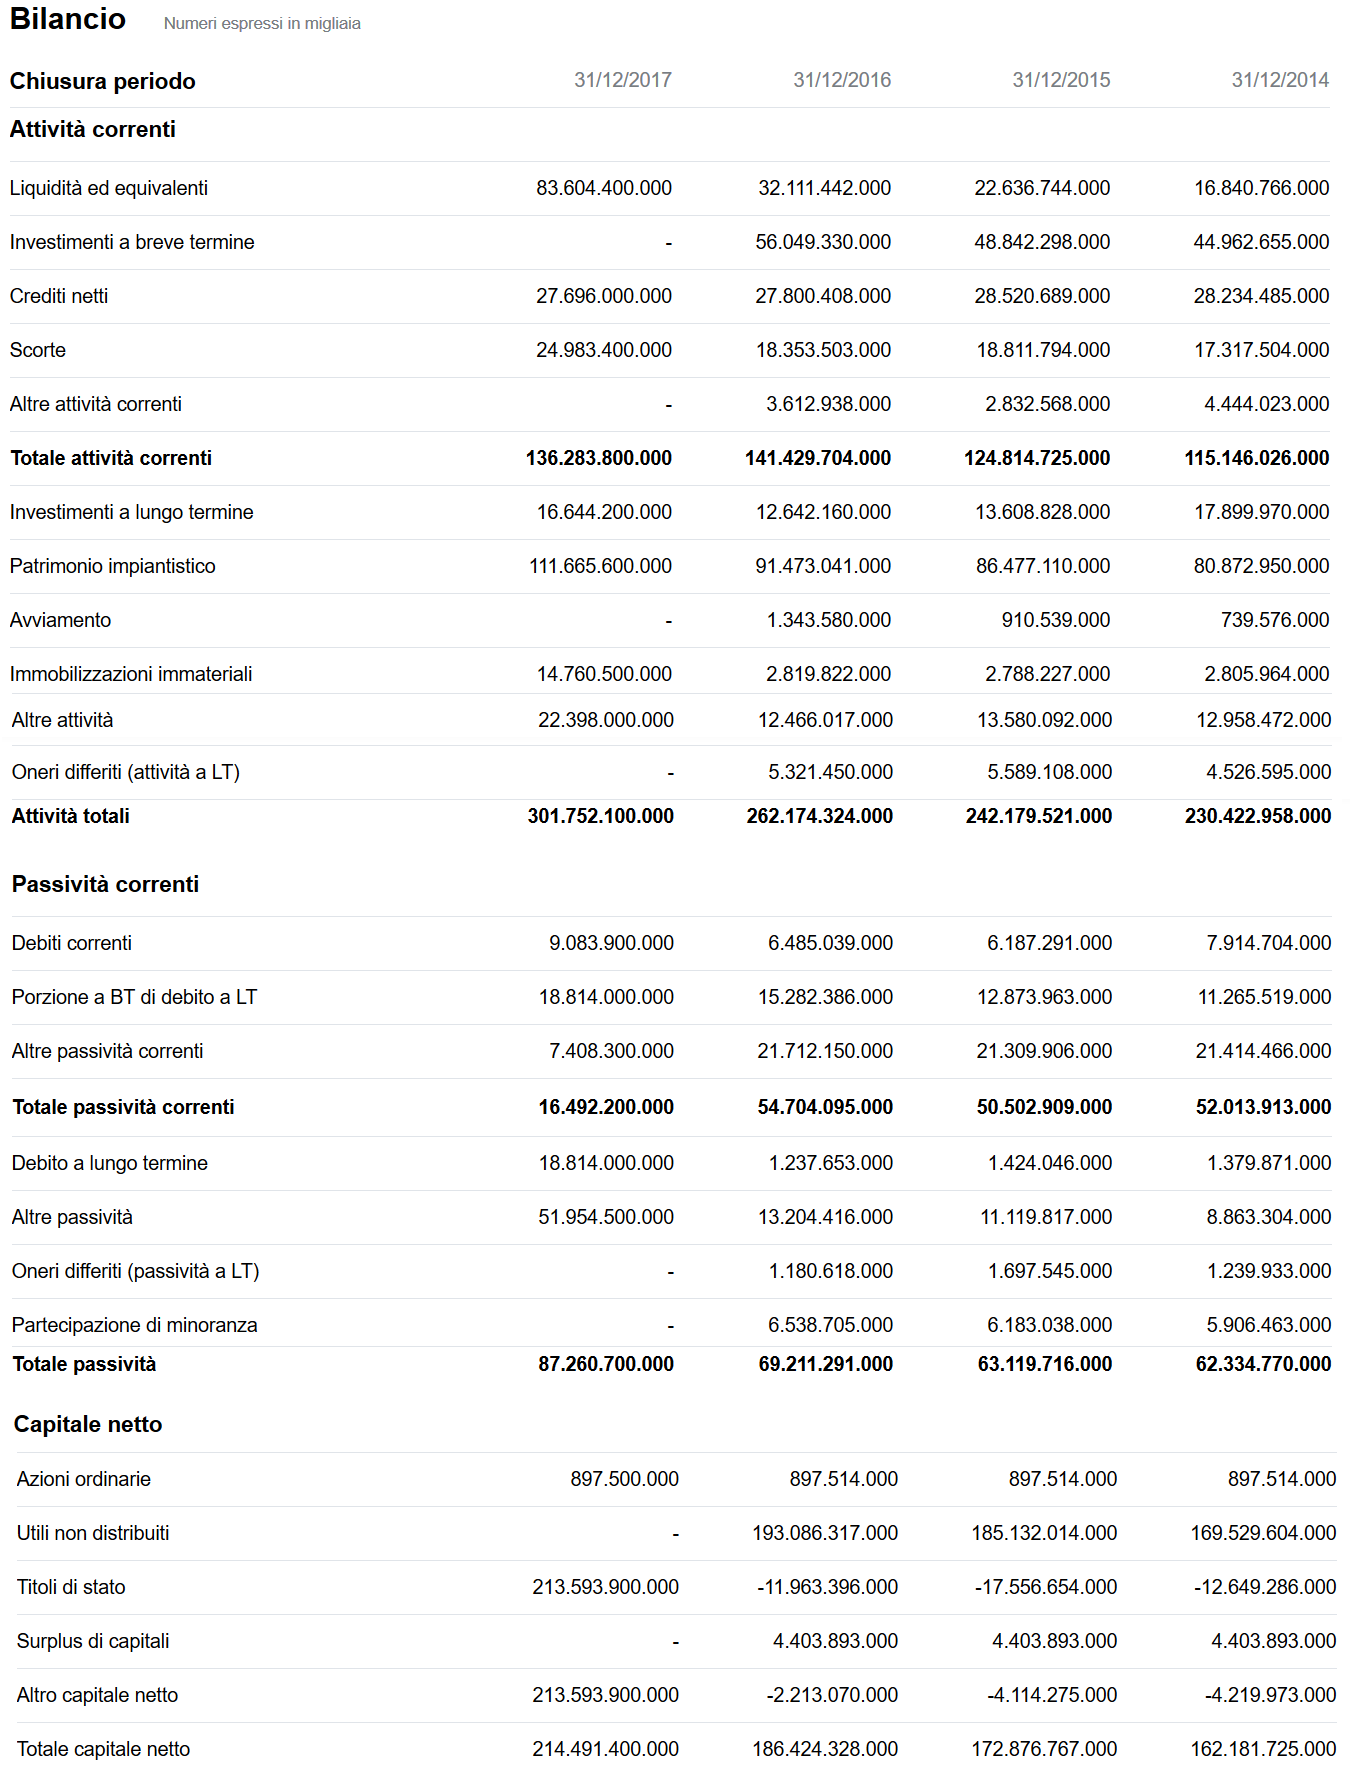 Bilancio Numeri espressi in migliaia
Chiusura periodo 31/12/2017 31/12/2016 31/12/2015 31/12/2014
Attività correnti
Liquidità ed equivalenti 83.604.400.000 32.111.442.000 22.636.744.000 16.840.766.000
Investimenti a breve termine - 56.049.330.000 48.842.298.000 44.962.655.000
Crediti netti 27.696.000.000 27.800.408.000 28.520.689.000 28.234.485.000
Scorte 24.983.400.000 18.353.503.000 18.811.794.000 17.317.504.000
Altre attività correnti - 3.612.938.000 2.832.568.000 4.444.023.000
Totale attività correnti 136.283.800.000 141.429.704.000 124.814.725.000 115.146.026.000
Investimenti a lungo termine 16.644.200.000 12.642.160.000 13.608.828.000 17.899.970.000
Patrimonio impiantistico 111.665.600.000 91.473.041.000 86.477.110.000 80.872.950.000
Avviamento - 1.343.580.000 910.539.000 739.576.000
Immobilizzazioni immateriali 14.760.500.000 2.819.822.000 2.788.227.000 2.805.964.000
Altre attività 22.398.000.000 12.466.017.000 13.580.092.000 12.958.472.000
Oneri differiti (attività a LT) - 5.321.450.000 5.589.108.000 4.526.595.000
Attività totali 301.752.100.000 262.174.324.000 242.179.521.000 230.422.958.000
Passività correnti
Debiti correnti 9.083.900.000 6.485.039.000 6.187.291.000 7.914.704.000
Porzione a BT di debito a LT 18.814.000.000 15.282.386.000 12.873.963.000 11.265.519.000
Altre passività correnti 7.408.300.000 21.712.150.000 21.309.906.000 21.414.466.000
Totale passività correnti 16.492.200.000 54.704.095.000 50.502.909.000 52.013.913.000
Debito a lungo termine 18.814.000.000 1.237.653.000 1.424.046.000 1.379.871.000
Altre passività 51.954.500.000 13.204.416.000 11.119.817.000 8.863.304.000
Oneri differiti (passività a LT) - 1.180.618.000 1.697.545.000 1.239.933.000
Partecipazione di minoranza - 6.538.705.000 6.183.038.000 5.906.463.000
Totale passività 87.260.700.000 69.211.291.000 63.119.716.000 62.334.770.000
Capitale netto
Azioni ordinarie 897.500.000 897.514.000 897.514.000 897.514.000
Utili non distribuiti - 193.086.317.000 185.132.014.000 169.529.604.000
Titoli di stato 213.593.900.000 -11.963.396.000 -17.556.654.000 -12.649.286.000
Surplus di capitali - 4.403.893.000 4.403.893.000 4.403.893.000
Altro capitale netto 213.593.900.000 -2.213.070.000 -4.114.275.000 -4.219.973.000
Totale capitale netto 214.491.400.000 186.424.328.000 172.876.767.000 162.181.725.000